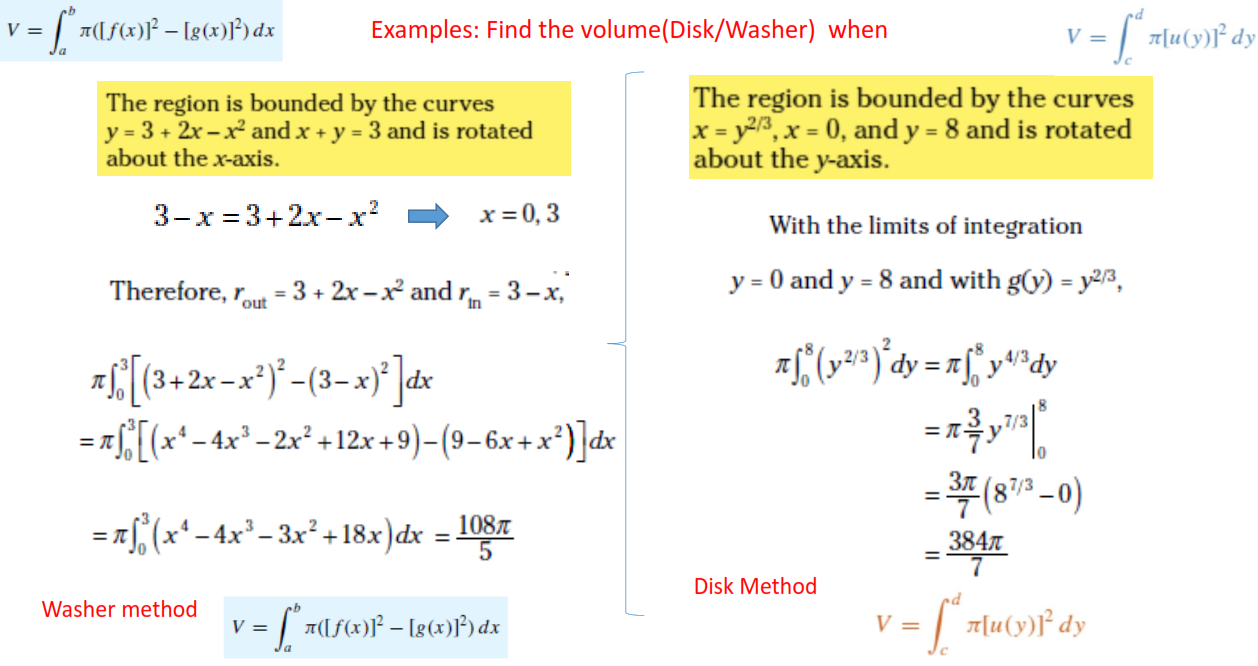 V = ∫_a^b π([f(x)]² – [g(x)]²) dx
Examples: Find the volume(Disk/Washer) when
V = ∫_c^d π[u(y)]² dy
The region is bounded by the curves
y = 3 + 2x – x² and x + y = 3 and is rotated
about the x-axis.
3 – x = 3 + 2x – x² ⇒ x = 0, 3
Therefore, r_out = 3 + 2x – x² and r_in = 3 – x,
π∫_0^3 [(3 + 2x – x²)² – (3 – x)²]dx
= π∫_0^3 [(x⁴ – 4x³ – 2x² + 12x + 9) – (9 – 6x + x²)]dx
= π∫_0^3 (x⁴ – 4x³ – 3x² + 18x)dx = 108π/5
Washer method
V = ∫_a^b π([f(x)]² – [g(x)]²) dx
The region is bounded by the curves
x = y^2/3, x = 0, and y = 8 and is rotated
about the y-axis.
With the limits of integration
y = 0 and y = 8 and with g(y) = y^2/3,
π∫_0^8 (y^2/3)² dy = π∫_0^8 y^4/3 dy
= π 3/7 y^7/3 |_0^8
= 3π/7 (8^7/3 – 0)
= 384π/7
Disk Method
V = ∫_c^d π[u(y)]² dy